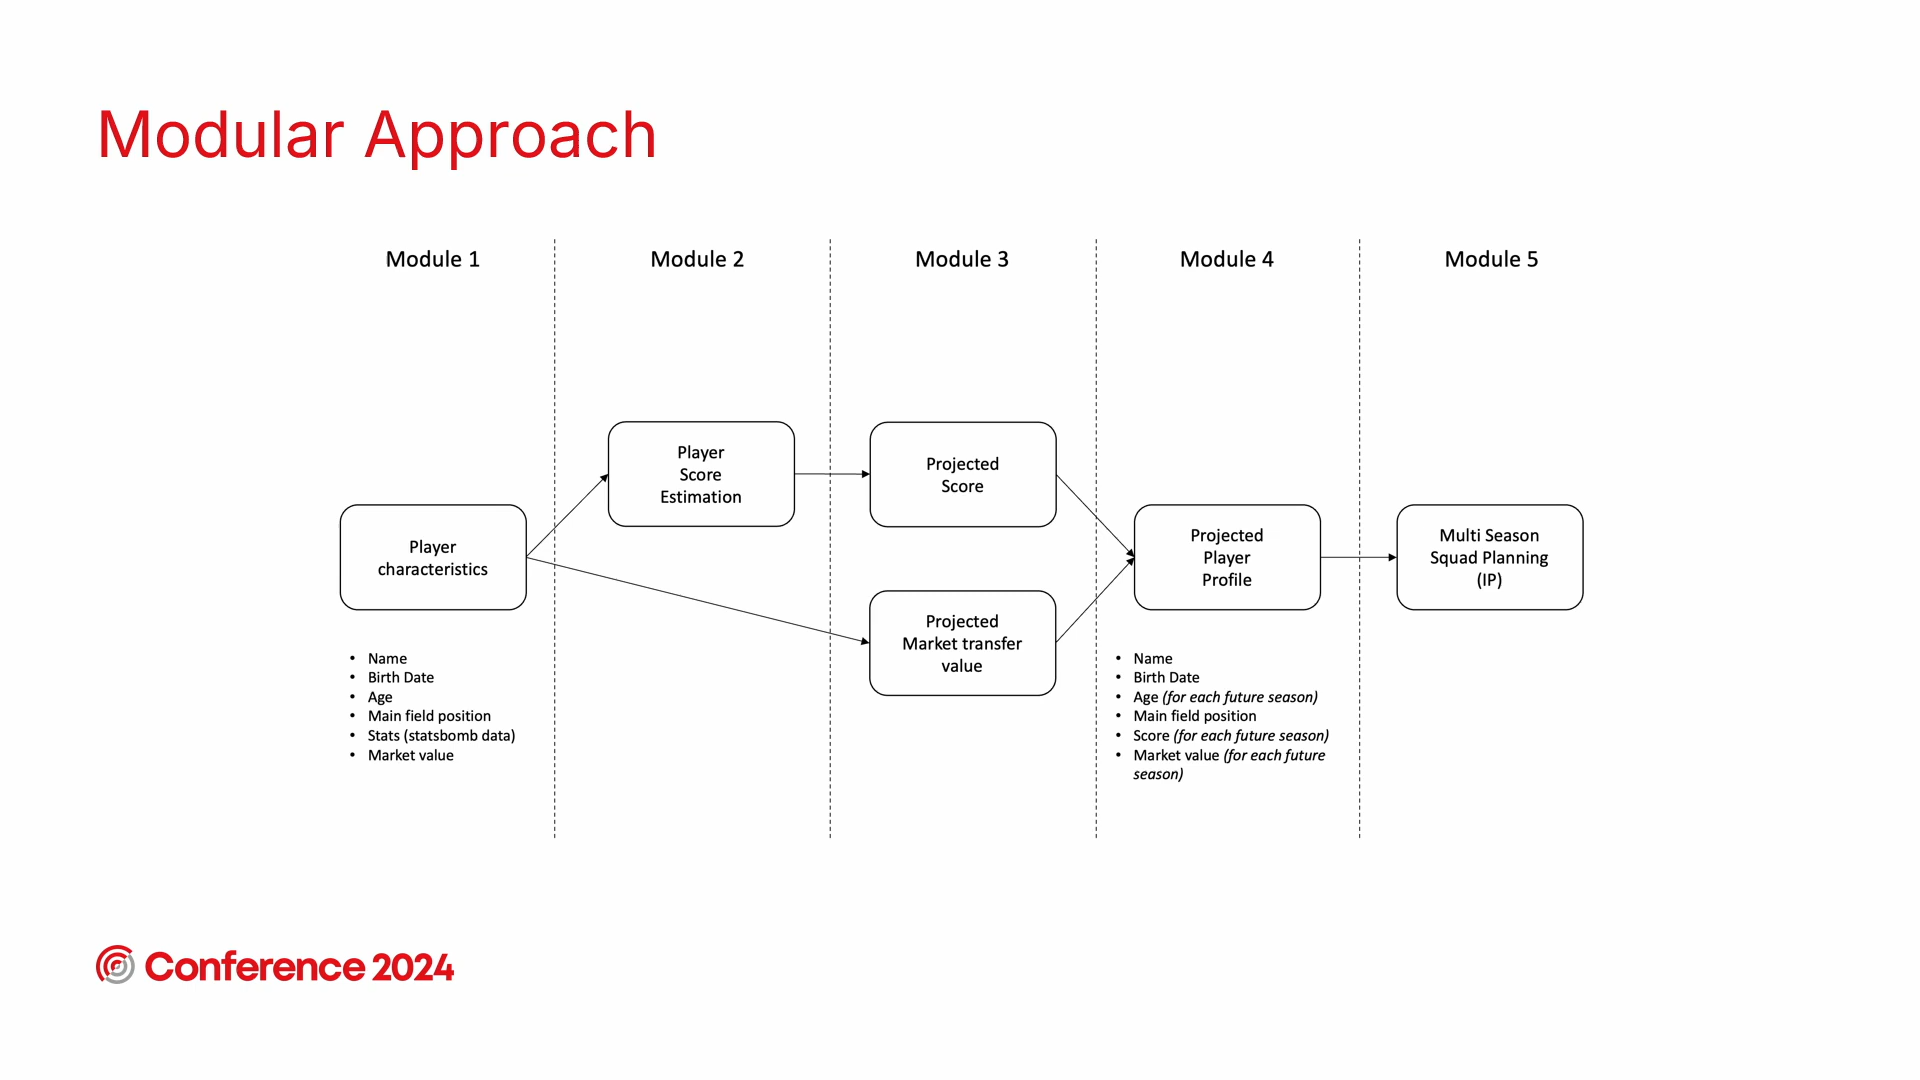 Modular Approach
Module 1
Module 2
Module 3
Module 4
Module 5
Player
characteristics
• Name
• Birth Date
• Age
• Main field position
• Stats (statsbomb data)
• Market value
Player
Score
Estimation
Projected
Score
Projected
Market transfer
value
Projected
Player
Profile
• Name
• Birth Date
• Age (for each future season)
• Main field position
• Score (for each future season)
• Market value (for each future
season)
Multi Season
Squad Planning
(IP)
Conference 2024